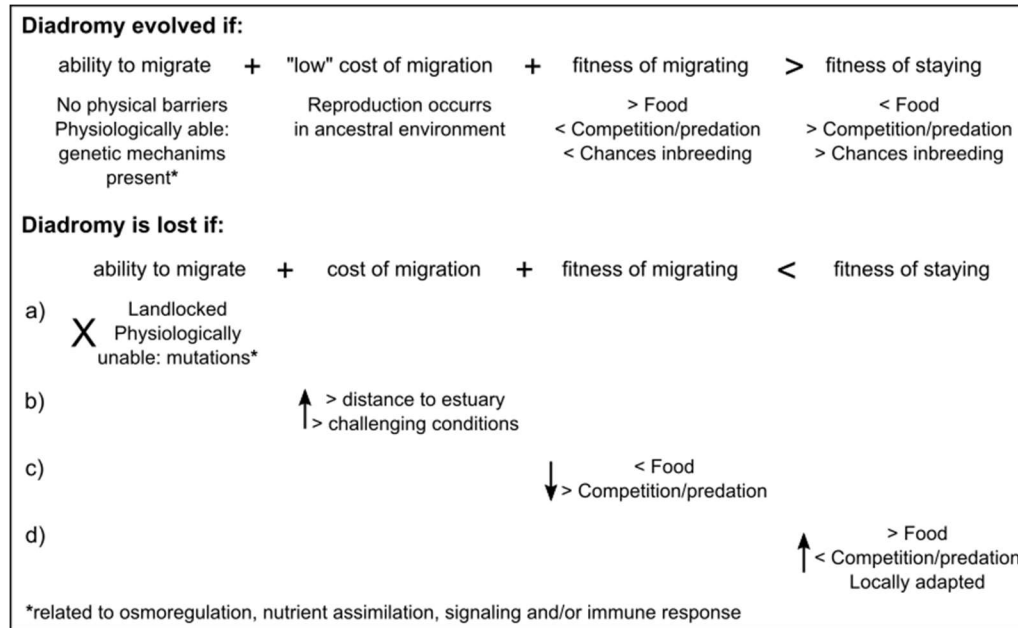 Diadromy evolved if:
ability to migrate + "low" cost of migration + fitness of migrating > fitness of staying
No physical barriers Reproduction occurrs > Food < Food
Physiologically able: in ancestral environment < Competition/predation > Competition/predation
genetic mechanims < Chances inbreeding > Chances inbreeding
present*
Diadromy is lost if:
ability to migrate + cost of migration + fitness of migrating < fitness of staying
a) Landlocked
X Physiologically
unable: mutations*
b) > distance to estuary
> challenging conditions
c) < Food
> Competition/predation
d) > Food
< Competition/predation
Locally adapted
*related to osmoregulation, nutrient assimilation, signaling and/or immune response